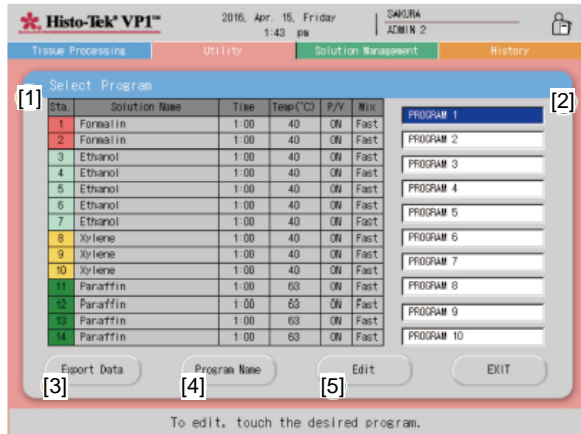 Histo-Tek® VP1™
2016, Apr. 15, Friday
1:43 PM
SAKURA
ADMIN 2
Tissue Processing Utility Solution Management History
Select Program
[1] [2]
Sta. Solution Name Time Temp(°C) P/V Mix
1 Formalin 1:00 40 ON Fast
2 Formalin 1:00 40 ON Fast
3 Ethanol 1:00 40 ON Fast
4 Ethanol 1:00 40 ON Fast
5 Ethanol 1:00 40 ON Fast
6 Ethanol 1:00 40 ON Fast
7 Ethanol 1:00 40 ON Fast
8 Xylene 1:00 40 ON Fast
9 Xylene 1:00 40 ON Fast
10 Xylene 1:00 40 ON Fast
11 Paraffin 1:00 63 ON Fast
12 Paraffin 1:00 63 ON Fast
13 Paraffin 1:00 63 ON Fast
14 Paraffin 1:00 63 ON Fast
PROGRAM 1
PROGRAM 2
PROGRAM 3
PROGRAM 4
PROGRAM 5
PROGRAM 6
PROGRAM 7
PROGRAM 8
PROGRAM 9
PROGRAM 10
Export Data Program Name Edit EXIT
[3] [4] [5]
To edit, touch the desired program.